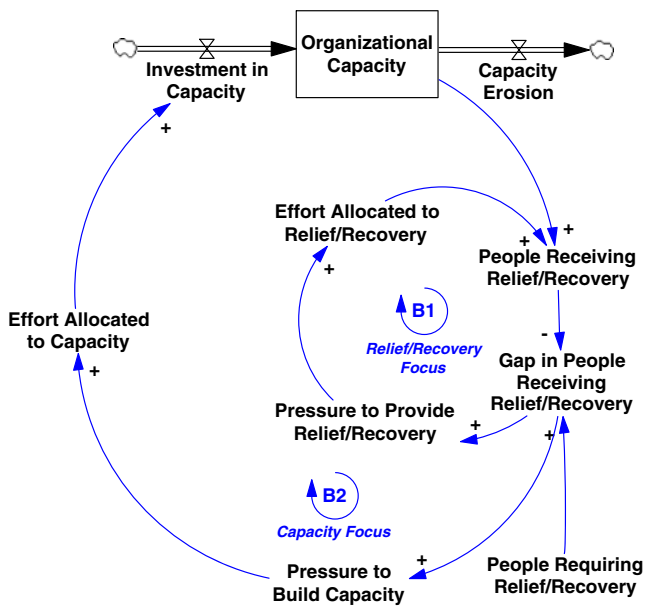 Organizational
Capacity
Investment in
Capacity
Capacity
Erosion
+
Effort Allocated to
Relief/Recovery
+
+
+
People Receiving
Relief/Recovery
Effort Allocated
to Capacity
+
B1
Relief/Recovery
Focus
-
Gap in People
Receiving
Relief/Recovery
Pressure to Provide
Relief/Recovery
+
+
B2
Capacity Focus
+
Pressure to
Build Capacity
People Requiring
Relief/Recovery